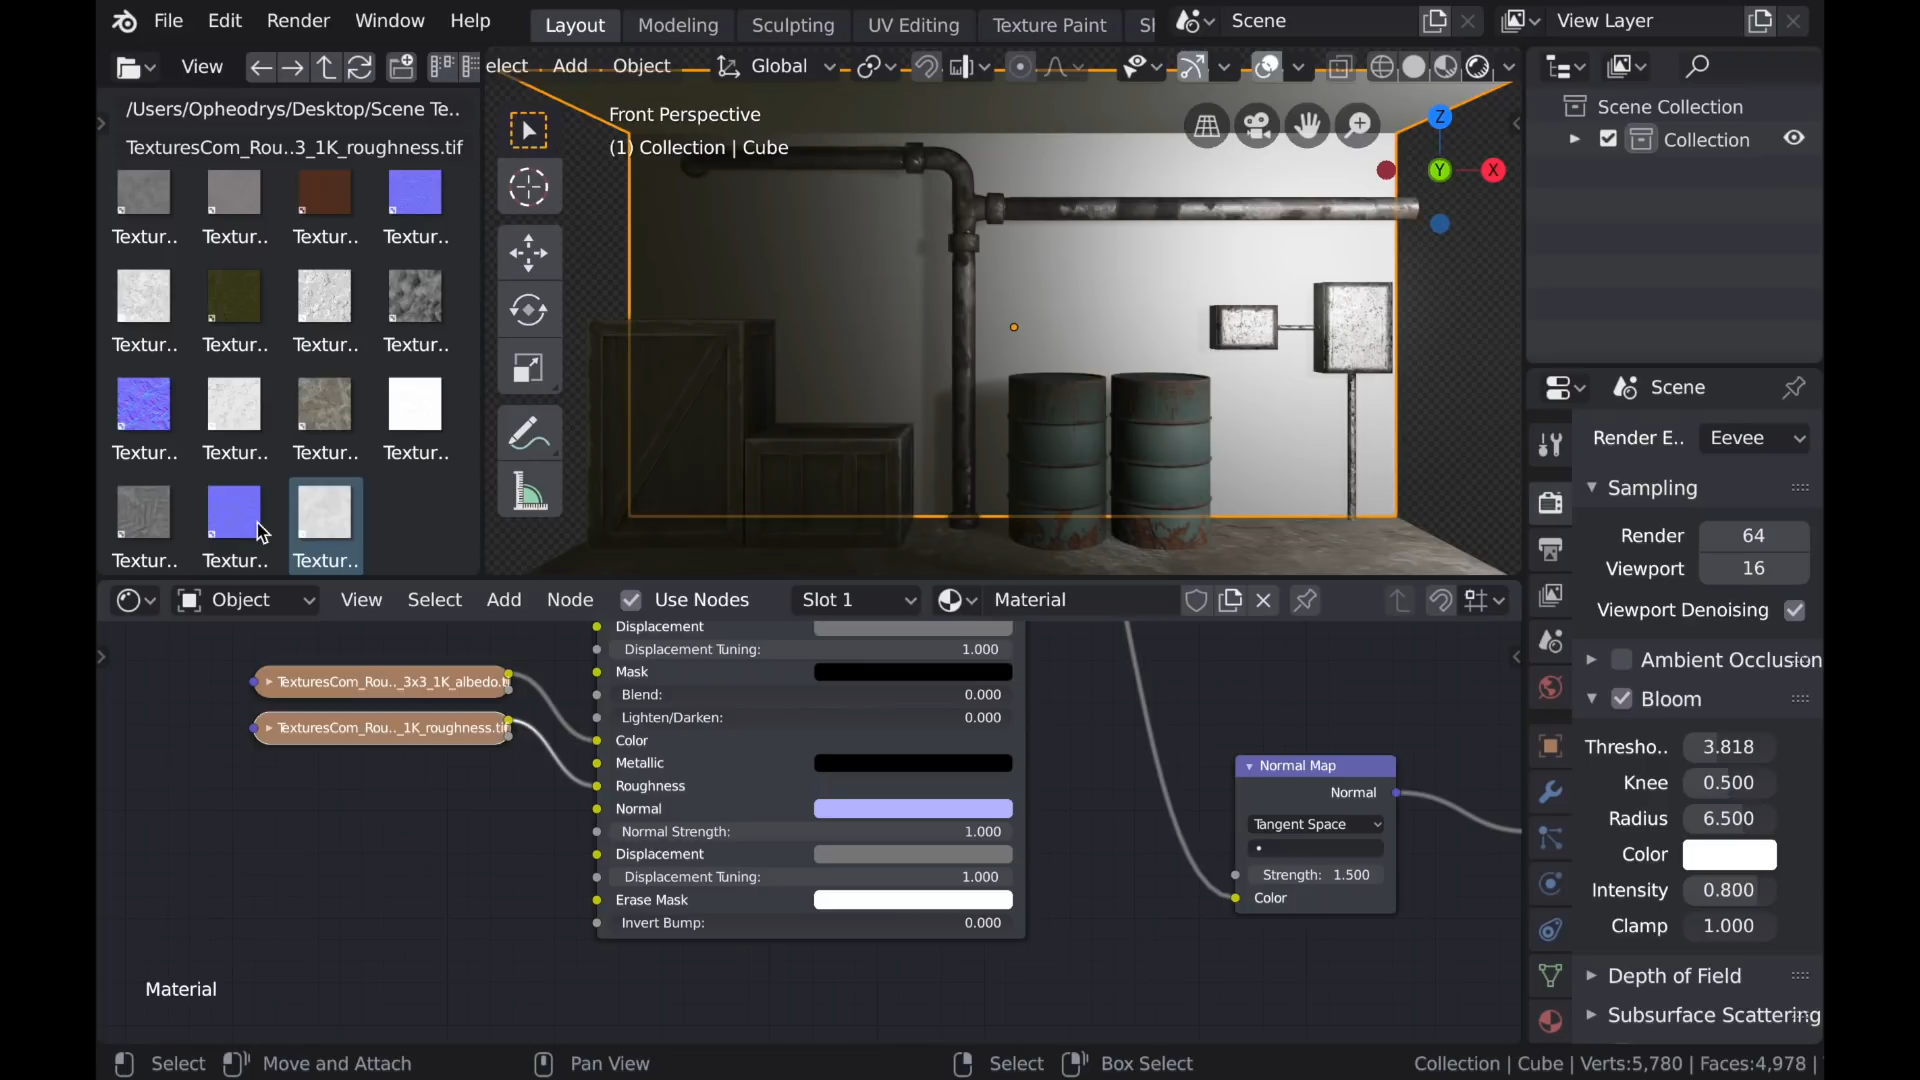 File Edit Render Window Help
Layout Modeling Sculpting UV Editing Texture Paint
Scene
View Layer
View
elect Add Object
Global
/Users/Opheodrys/Desktop/Scene Te..
TexturesCom_Rou..3_1K_roughness.tif
Textur.. Textur.. Textur.. Textur..
Textur.. Textur.. Textur.. Textur..
Textur.. Textur.. Textur.. Textur..
Textur.. Textur.. Textur..
Front Perspective
(1) Collection | Cube
Z
Y
X
Scene Collection
Collection
Scene
Render E.. Eevee
Sampling
Render 64
Viewport 16
Viewport Denoising
Ambient Occlusion
Bloom
Thresho.. 3.818
Knee 0.500
Radius 6.500
Color
Intensity 0.800
Clamp 1.000
Depth of Field
Subsurface Scattering
Object View Select Add Node Use Nodes Slot 1 Material
TexturesCom_Rou.._3x3_1K_albedo.ti
TexturesCom_Rou.._1K_roughness.tif
Displacement
Displacement Tuning: 1.000
Mask
Blend: 0.000
Lighten/Darken: 0.000
Color
Metallic
Roughness
Normal
Normal Strength: 1.000
Displacement
Displacement Tuning: 1.000
Erase Mask
Invert Bump: 0.000
Normal Map
Normal
Tangent Space
Strength: 1.500
Color
Material
Select Move and Attach Pan View Select Box Select
Collection | Cube | Verts:5,780 | Faces:4,978 |